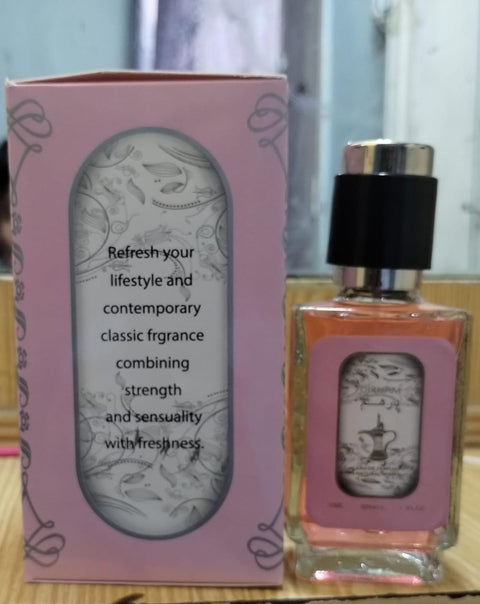 Refresh your
lifestyle and
contemporary
classic frgrance
combining
strength
and sensuality
with freshness.